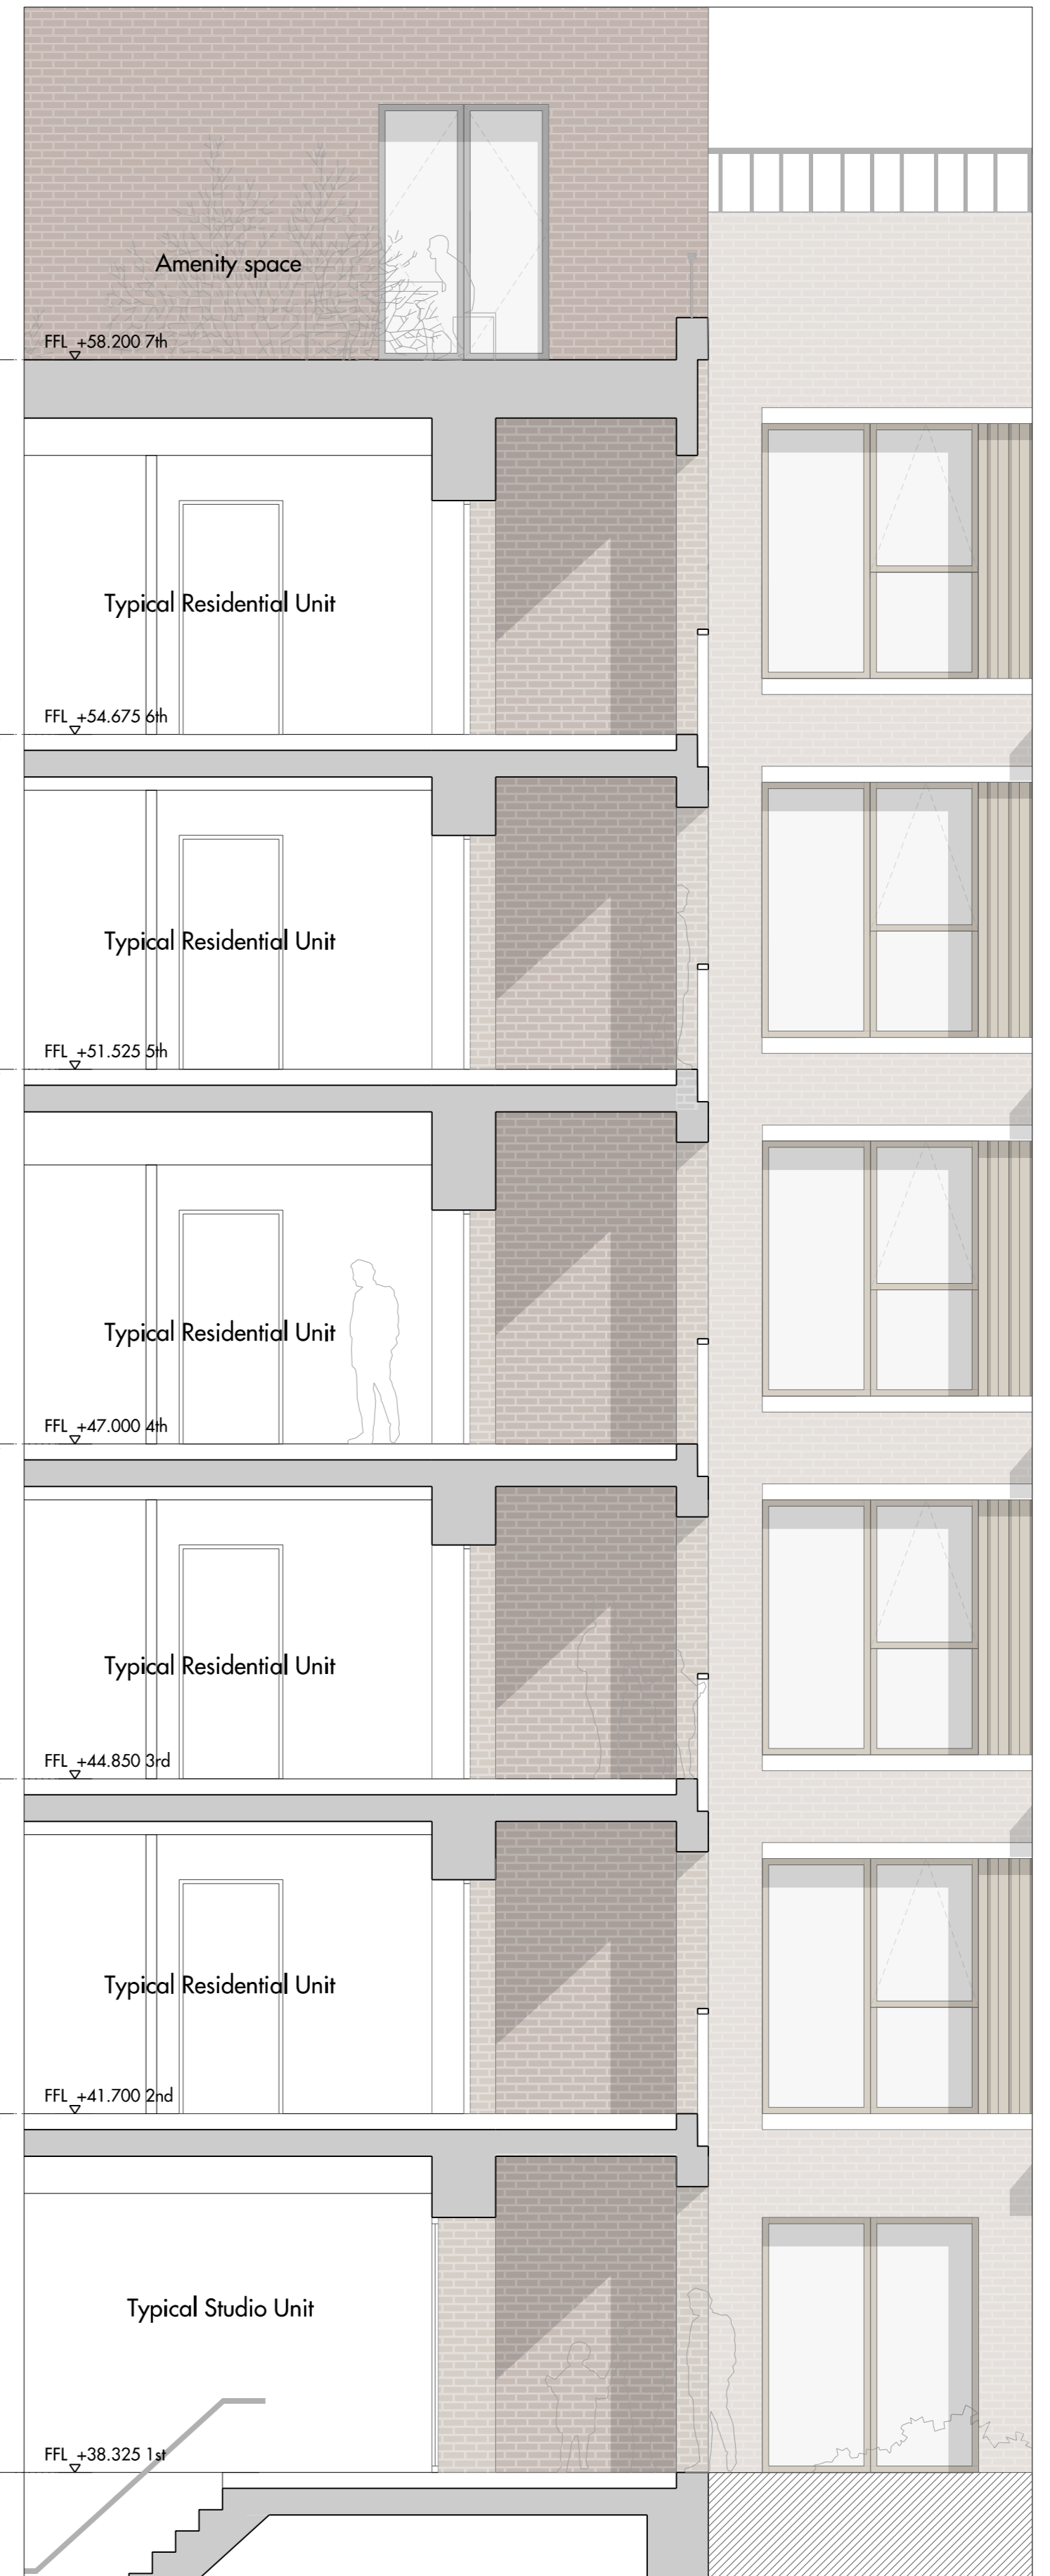 Amenity space
FFL +58.200 7th
Typical Residential Unit
FFL +54.675 6th
Typical Residential Unit
FFL +51.525 5th
Typical Residential Unit
FFL +47.000 4th
Typical Residential Unit
FFL +44.850 3rd
Typical Residential Unit
FFL +41.700 2nd
Typical Studio Unit
FFL +38.325 1st